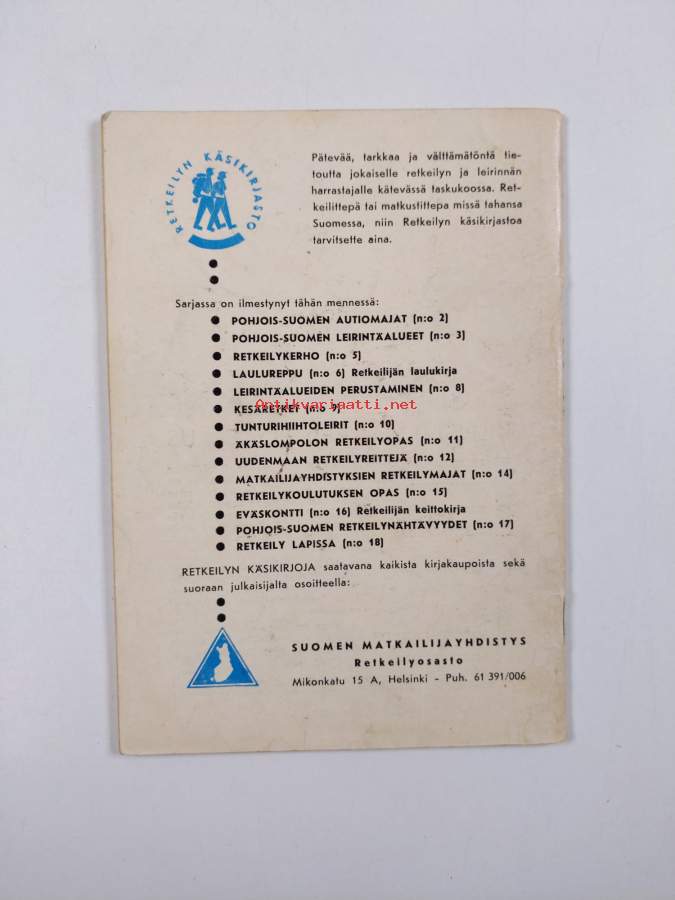 RETKEILYN KÄSIKIRJASTO
Pätevää, tarkkaa ja välttämätöntä tie-
toutta jokaiselle retkeilyn ja leirinnän
harrastajalle kätevässä taskukoossa. Ret-
keilittepä tai matkustittepa missä tahansa
Suomessa, niin Retkeilyn käsikirjastoa
tarvitsette aina.
Sarjassa on ilmestynyt tähän mennessä:
● POHJOIS-SUOMEN AUTIOMAJAT (n:o 2)
● POHJOIS-SUOMEN LEIRINTÄALUEET (n:o 3)
● RETKEILYKERHO (n:o 5)
● LAULUREPPU (n:o 6) Retkeilijän laulukirja
● LEIRINTÄALUEIDEN PERUSTAMINEN (n:o 8)
● KESÄRETKET (n:o 9)
Antikvariaatti.net
● TUNTURIHIIHTOLEIRIT (n:o 10)
● ÄKÄSLOMPOLON RETKEILYOPAS (n:o 11)
● UUDENMAAN RETKEILYREITTEJÄ (n:o 12)
● MATKAILIJAYHDISTYKSIEN RETKEILYMAJAT (n:o 14)
● RETKEILYKOULUTUKSEN OPAS (n:o 15)
● EVÄSKONTTI (n:o 16) Retkeilijän keittokirja
● POHJOIS-SUOMEN RETKEILYNÄHTÄVYYDET (n:o 17)
● RETKEILY LAPISSA (n:o 18)
RETKEILYN KÄSIKIRJOJA saatavana kaikista kirjakaupoista sekä
suoraan julkaisijalta osoitteella:
SUOMEN MATKAILIJAYHDISTYS
Retkeilyosasto
Mikonkatu 15 A, Helsinki - Puh. 61 391/006